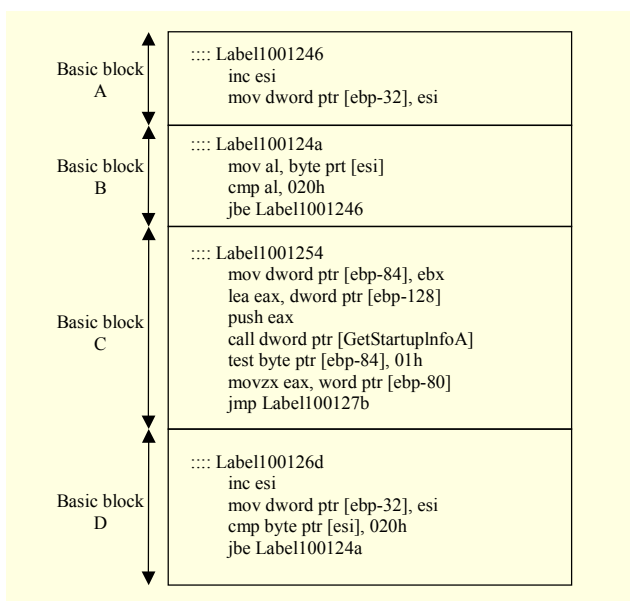 Basic block
A
:::: Label1001246
inc esi
mov dword ptr [ebp-32], esi
Basic block
B
:::: Label100124a
mov al, byte prt [esi]
cmp al, 020h
jbe Label1001246
Basic block
C
:::: Label1001254
mov dword ptr [ebp-84], ebx
lea eax, dword ptr [ebp-128]
push eax
call dword ptr [GetStartuplnfoA]
test byte ptr [ebp-84], 01h
movzx eax, word ptr [ebp-80]
jmp Label100127b
Basic block
D
:::: Label100126d
inc esi
mov dword ptr [ebp-32], esi
cmp byte ptr [esi], 020h
jbe Label100124a